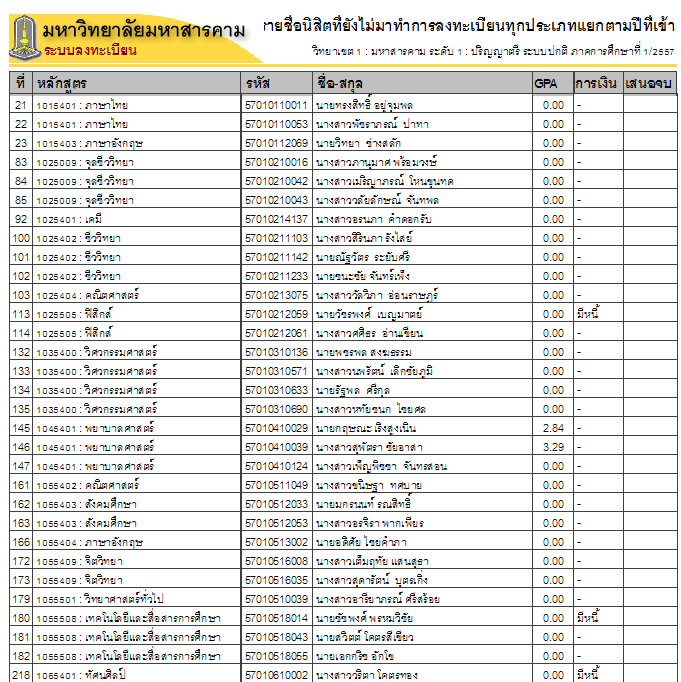 มหาวิทยาลัยมหาสารคาม
ระบบลงทะเบียน
รายชื่อนิสิตที่ยังไม่มาทำการลงทะเบียนทุกประเภทแยกตามปีที่เข้า
วิทยาเขต 1 : มหาสารคาม ระดับ 1 : ปริญญาตรี ระบบปกติ ภาคการศึกษาที่ 1/2557
ที่ หลักสูตร รหัส ชื่อ-สกุล GPA การเงิน เสนอจบ
21 1015401 : ภาษาไทย 57010110011 นายทรงสิทธิ์ อยู่จุมพล 0.00 -
22 1015401 : ภาษาไทย 57010110053 นางสาวพัชราภรณ์ ปาทา 0.00 -
23 1015403 : ภาษาอังกฤษ 57010112069 นายวิทยา ช่างสลัก 0.00 -
83 1025009 : จุลชีววิทยา 57010210016 นางสาวภานุมาศ พร้อมวงษ์ 0.00 -
84 1025009 : จุลชีววิทยา 57010210042 นางสาวเมริญาภรณ์ โหนขุนทด 0.00 -
85 1025009 : จุลชีววิทยา 57010210043 นางสาววลัยลักษณ์ จันทพล 0.00 -
92 1025401 : เคมี 57010214137 นางสาวอรนภา คำดอกรับ 0.00 -
100 1025402 : ชีววิทยา 57010211103 นางสาวสิรินภา รังไสย์ 0.00 -
101 1025402 : ชีววิทยา 57010211142 นายณัฐวัตร ระยับศรี 0.00 -
102 1025402 : ชีววิทยา 57010211233 นายชนะชัย จันทร์เพ็ง 0.00 -
103 1025404 : คณิตศาสตร์ 57010213075 นางสาววัลวิภา อ่อนราษฎร์ 0.00 -
113 1025505 : ฟิสิกส์ 57010212059 นายวัชรพงศ์ เบญมาตย์ 0.00 มีหนี้
114 1025505 : ฟิสิกส์ 57010212061 นางสาวศศิธร อ่านเขียน 0.00 -
132 1035400 : วิศวกรรมศาสตร์ 57010310136 นายพชรพล สงฆธรรม 0.00 -
133 1035400 : วิศวกรรมศาสตร์ 57010310571 นางสาวนพรัตน์ เลิกชัยภูมิ 0.00 -
134 1035400 : วิศวกรรมศาสตร์ 57010310633 นายรัฐพล ศรีกุล 0.00 -
135 1035400 : วิศวกรรมศาสตร์ 57010310690 นางสาวหทัยชนก ไชยศล 0.00 -
145 1045401 : พยาบาลศาสตร์ 57010410029 นายกฤษณะ เริงสูงเนิน 2.84 -
146 1045401 : พยาบาลศาสตร์ 57010410039 นางสาวสุพัตรา ชัยอาสา 3.29 -
147 1045401 : พยาบาลศาสตร์ 57010410124 นางสาวเพ็ญพิชชา จันทรสอน 0.00 -
161 1055402 : คณิตศาสตร์ 57010511049 นางสาวชนิษฐา ทศบาย 0.00 -
162 1055403 : สังคมศึกษา 57010512033 นายมกรนนท์ รณสิทธิ์ 0.00 -
163 1055403 : สังคมศึกษา 57010512053 นางสาวอรจิรา พากเพียร 0.00 -
166 1055404 : ภาษาอังกฤษ 57010513002 นายอดิศัย ไชยคำภา 0.00 -
172 1055409 : จิตวิทยา 57010516008 นางสาวเต็มฤทัย แสนสุธา 0.00 -
173 1055409 : จิตวิทยา 57010516035 นางสาวสุดารัตน์ บุตรเกิ่ง 0.00 -
179 1055501 : วิทยาศาสตร์ทั่วไป 57010510039 นางสาวอาริยาภรณ์ ศรีสร้อย 0.00 -
180 1055508 : เทคโนโลยีและสื่อสารการศึกษา 57010518014 นายชัชพงศ์ พรหมวิชัย 0.00 มีหนี้
181 1055508 : เทคโนโลยีและสื่อสารการศึกษา 57010518043 นายสวิตต์ โคตรสีเขียว 0.00 -
182 1055508 : เทคโนโลยีและสื่อสารการศึกษา 57010518055 นายเอกกริช อักโข 0.00 -
218 1065401 : ทัศนศิลป์ 57010610002 นางสาววริตา โคตรทอง 0.00 มีหนี้